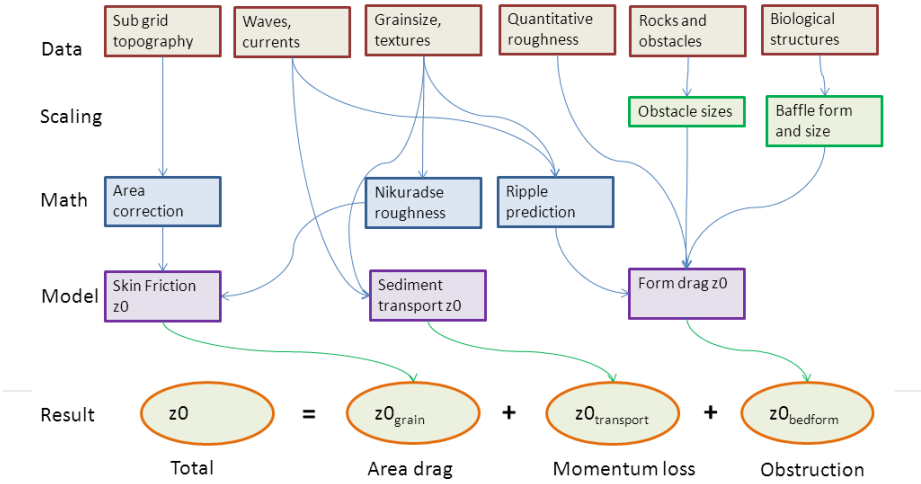 Data
Sub grid
topography
Waves,
currents
Grainsize,
textures
Quantitative
roughness
Rocks and
obstacles
Biological
structures
Scaling
Obstacle sizes
Baffle form
and size
Math
Area
correction
Nikuradse
roughness
Ripple
prediction
Model
Skin Friction
z0
Sediment
transport z0
Form drag z0
Result
z0 = z0grain + z0transport + z0bedform
Total
Area drag
Momentum loss
Obstruction